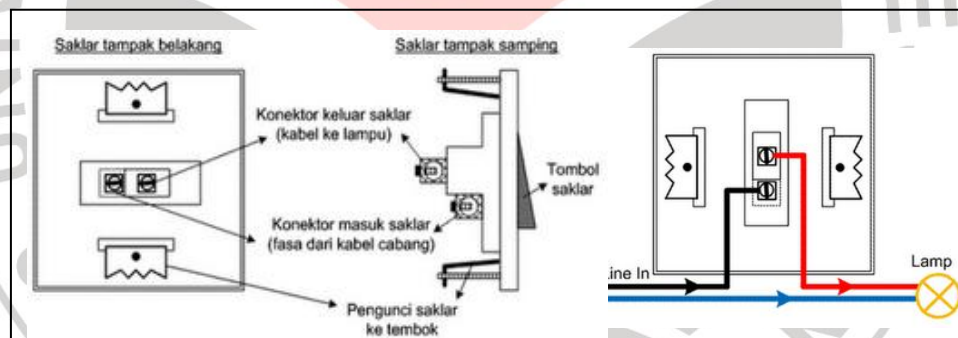 Saklar tampak belakang
Saklar tampak samping
Konektor keluar saklar
(kabel ke lampu)
Tombol
saklar
Konektor masuk saklar
(fasa dari kabel cabang)
Pengunci saklar
ke tembok
Line In
Lamp